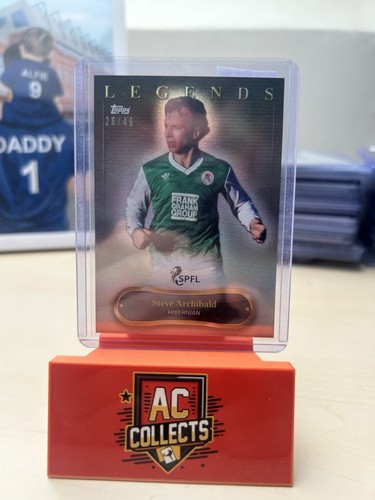 ALFIE
9
DADDY
1
LEGENDS
Topps
26/49
FRANK
GRAHAM
GROUP
SPFL
Steve Archibald
HIBERNIAN
AC
COLLECTS